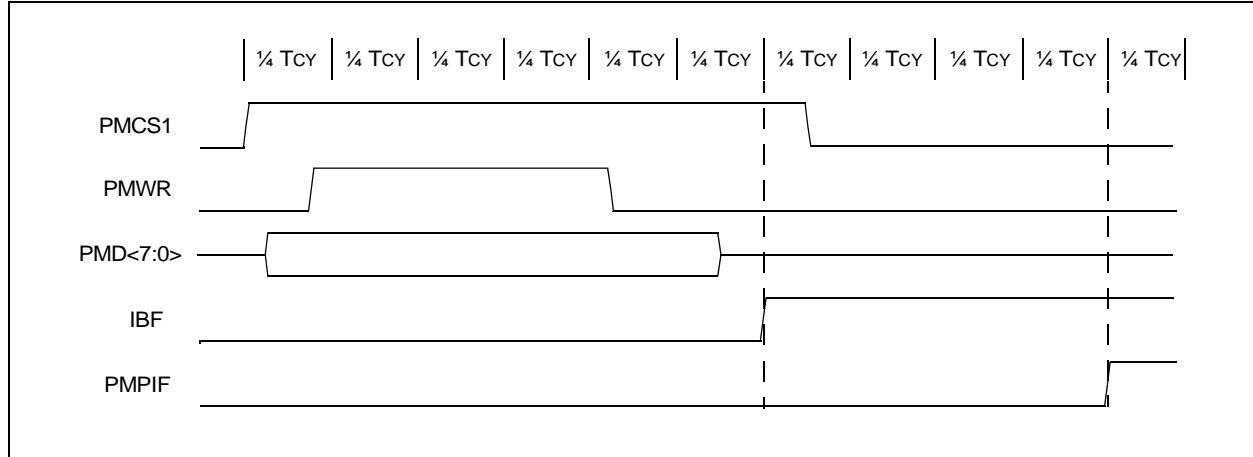 ¼ TCY ¼ TCY ¼ TCY ¼ TCY ¼ TCY ¼ TCY ¼ TCY ¼ TCY ¼ TCY ¼ TCY ¼ TCY
PMCS1
PMWR
PMD<7:0>
IBF
PMPIF